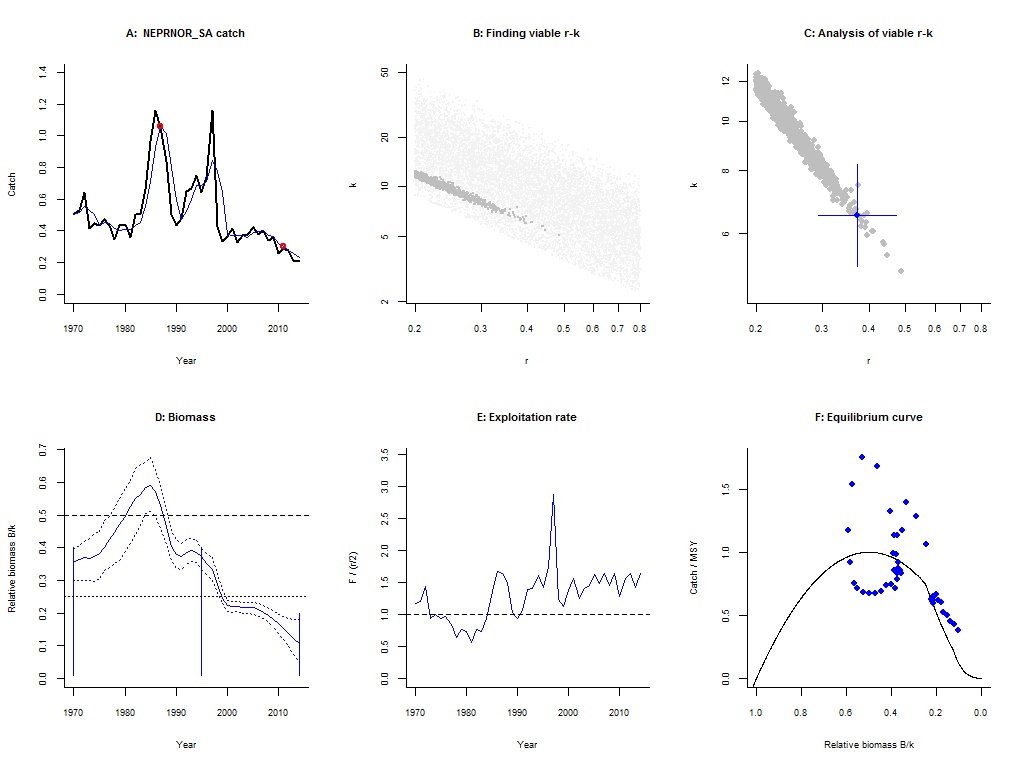 A: NEPRNOR_SA catch
Catch
0.0 0.2 0.4 0.6 0.8 1.0 1.2 1.4
1970 1980 1990 2000 2010
Year
B: Finding viable r-k
k
2 5 10 20 50
0.2 0.3 0.4 0.5 0.6 0.7 0.8
r
C: Analysis of viable r-k
k
6 8 10 12
0.2 0.3 0.4 0.5 0.6 0.7 0.8
r
D: Biomass
Relative biomass B/k
0.0 0.1 0.2 0.3 0.4 0.5 0.6 0.7
1970 1980 1990 2000 2010
Year
E: Exploitation rate
F / (r/2)
0.0 0.5 1.0 1.5 2.0 2.5 3.0 3.5
1970 1980 1990 2000 2010
Year
F: Equilibrium curve
Catch / MSY
0.0 0.5 1.0 1.5
1.0 0.8 0.6 0.4 0.2 0.0
Relative biomass B/k